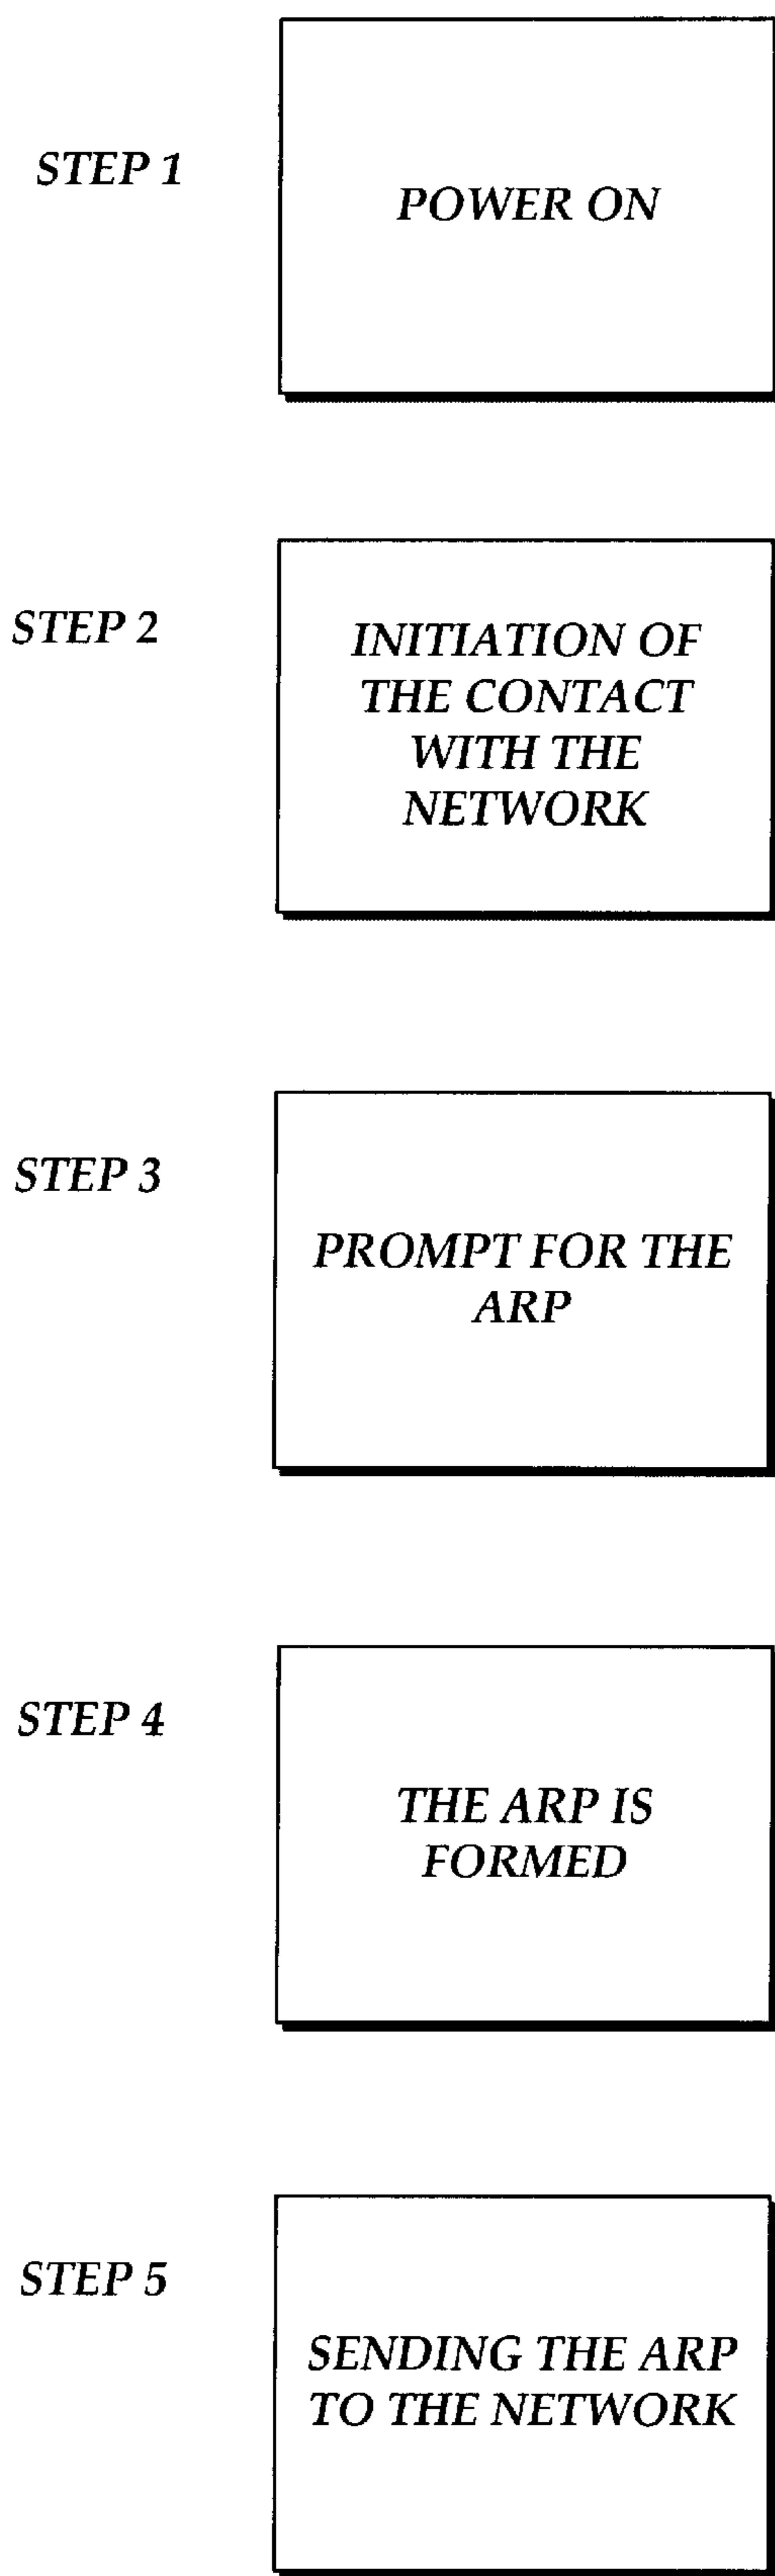 STEP 1
POWER ON
STEP 2
INITIATION OF
THE CONTACT
WITH THE
NETWORK
STEP 3
PROMPT FOR THE
ARP
STEP 4
THE ARP IS
FORMED
STEP 5
SENDING THE ARP
TO THE NETWORK